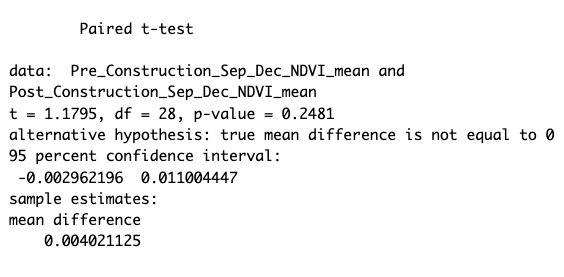 Paired t-test
data:  Pre_Construction_Sep_Dec_NDVI_mean and
Post_Construction_Sep_Dec_NDVI_mean
t = 1.1795, df = 28, p-value = 0.2481
alternative hypothesis: true mean difference is not equal to 0
95 percent confidence interval:
 -0.002962196  0.011004447
sample estimates:
mean difference
    0.004021125